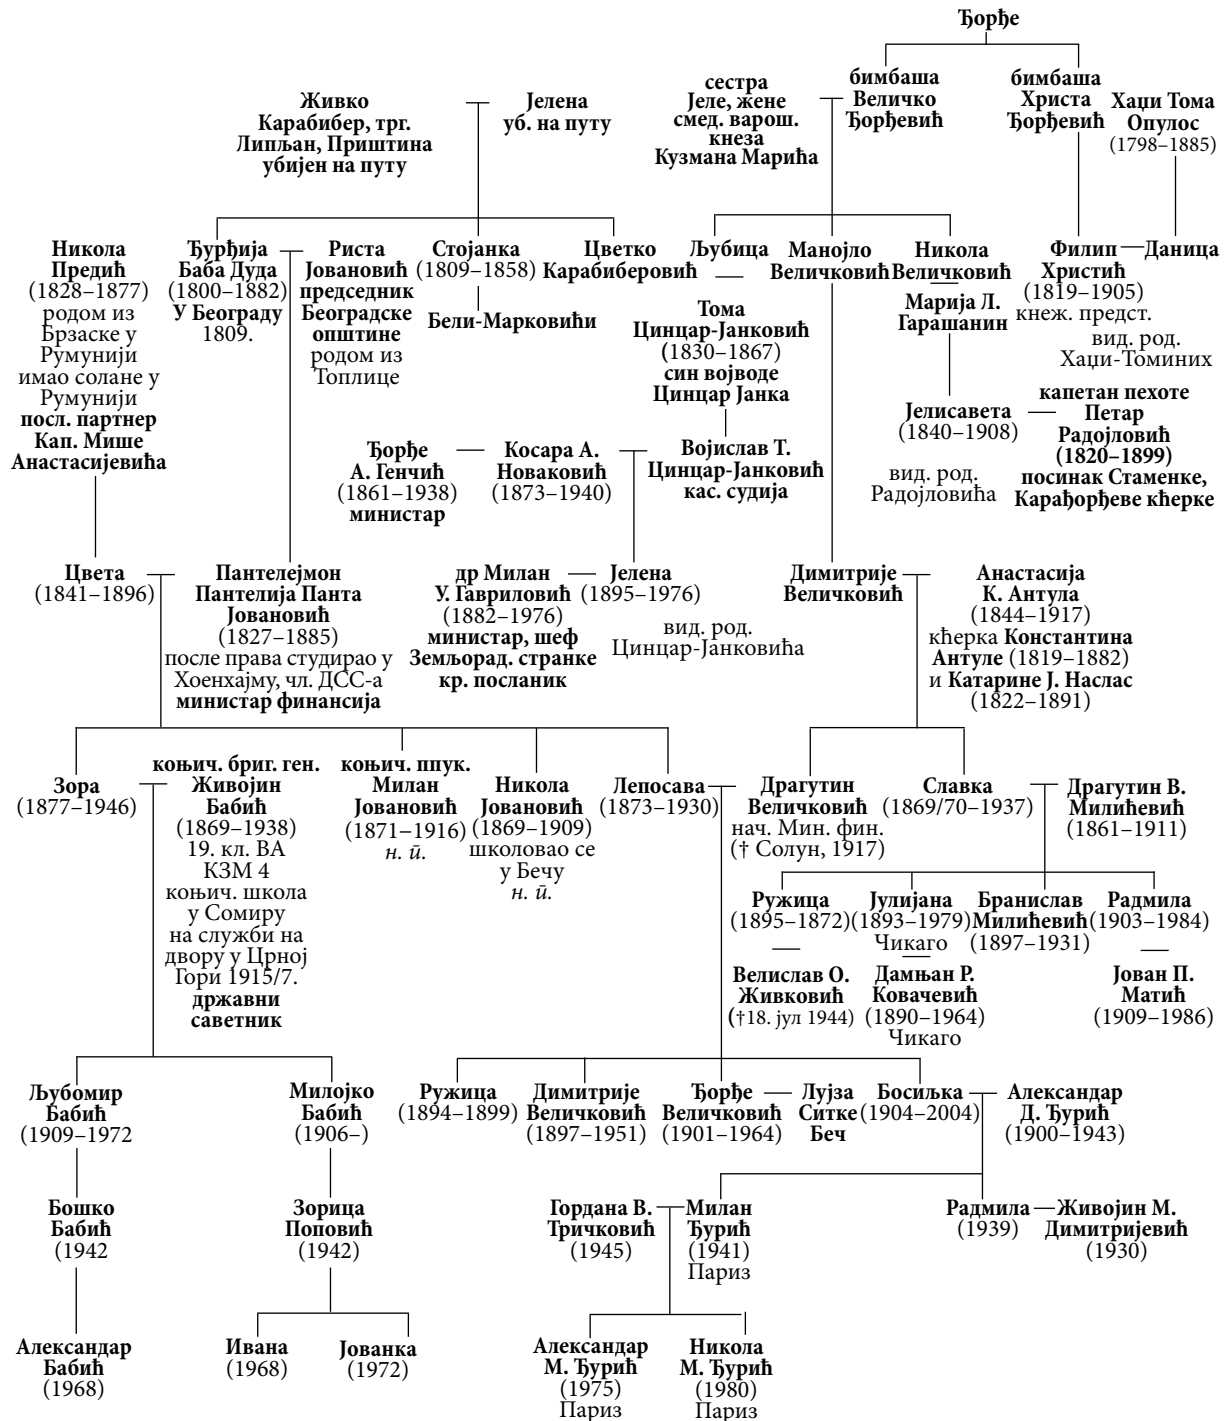 Ђорђе
сестра
Јеле, жене
смед. варош.
кнеза
Кузмана Марића
бимбаша
Величко
Ђорђевић
бимбаша
Христа
Ђорђевић
Хаџи Тома
Опулос
(1798–1885)
Живко
Карабибер, трг.
Липљан, Приштина
убијен на путу
Јелена
уб. на путу
Никола
Предић
(1828–1877)
родом из
Брзаске у
Румунији
имао солане у
Румунији
посл. партнер
Кап. Мише
Анастасијевића
Ђурђија
Баба Дуда
(1800–1882)
У Београду
1809.
Риста
Јовановић
председник
Београдске
општине
родом из
Топлице
Стојанка
(1809–1858)
Бели-Марковићи
Цветко
Карабиберовић
Љубица
Тома
Цинцар-Јанковић
(1830–1867)
син војводе
Цинцар Јанка
Манојло
Величковић
Никола
Величковић
Марија Л.
Гарашанин
Филип
Христић
(1819–1905)
кнеж. предст.
Даница
вид. род.
Хаџи-Томиних
Јелисавета
(1840–1908)
капетан пехоте
Петар
Радојловић
(1820–1899)
посинак Стаменке,
Карађорђеве кћерке
вид. род.
Радојловића
Ђорђе
А. Генчић
(1861–1938)
министар
Косара А.
Новаковић
(1873–1940)
Војислав Т.
Цинцар-Јанковић
кас. судија
Цвета
(1841–1896)
Пантелејмон
Пантелија Панта
Јовановић
(1827–1885)
после права студирао у
Хоенхајму, чл. ДСС-а
министар финансија
др Милан
У. Гавриловић
(1882–1976)
министар, шеф
Земљорад. странке
кр. посланик
Јелена
(1895–1976)
вид. род.
Цинцар-Јанковића
Димитрије
Величковић
Анастасија
К. Антула
(1844–1917)
кћерка Константина
Антуле (1819–1882)
и Катарине Ј. Наслас
(1822–1891)
Зора
(1877–1946)
коњич. бриг. ген.
Живојин
Бабић
(1869–1938)
19. кл. ВА
КЗМ 4
коњич. школа
у Сомиру
на служби на
двору у Црној
Гори 1915/7.
државни
саветник
коњич. ппук.
Милан
Јовановић
(1871–1916)
н. п̄.
Никола
Јовановић
(1869–1909)
школовао се
у Бечу
н. п̄.
Лепосава
(1873–1930)
Драгутин
Величковић
нач. Мин. фин.
(† Солун, 1917)
Славка
(1869/70–1937)
Драгутин В.
Милићевић
(1861–1911)
Ружица
(1895–1872)
Велислав О.
Живковић
(†18. јул 1944)
Јулијана
(1893–1979)
Чикаго
Дамњан Р.
Ковачевић
(1890–1964)
Чикаго
Бранислав
Милићевић
(1897–1931)
Радмила
(1903–1984)
Јован П.
Матић
(1909–1986)
Љубомир
Бабић
(1909–1972
Милојко
Бабић
(1906–)
Ружица
(1894–1899)
Димитрије
Величковић
(1897–1951)
Ђорђе
Величковић
(1901–1964)
Лујза
Ситке
Беч
Босиљка
(1904–2004)
Александар
Д. Ђурић
(1900–1943)
Бошко
Бабић
(1942
Зорица
Поповић
(1942)
Гордана В.
Тричковић
(1945)
Милан
Ђурић
(1941)
Париз
Радмила
(1939)
Живојин М.
Димитријевић
(1930)
Александар
Бабић
(1968)
Ивана
(1968)
Јованка
(1972)
Александар
М. Ђурић
(1975)
Париз
Никола
М. Ђурић
(1980)
Париз